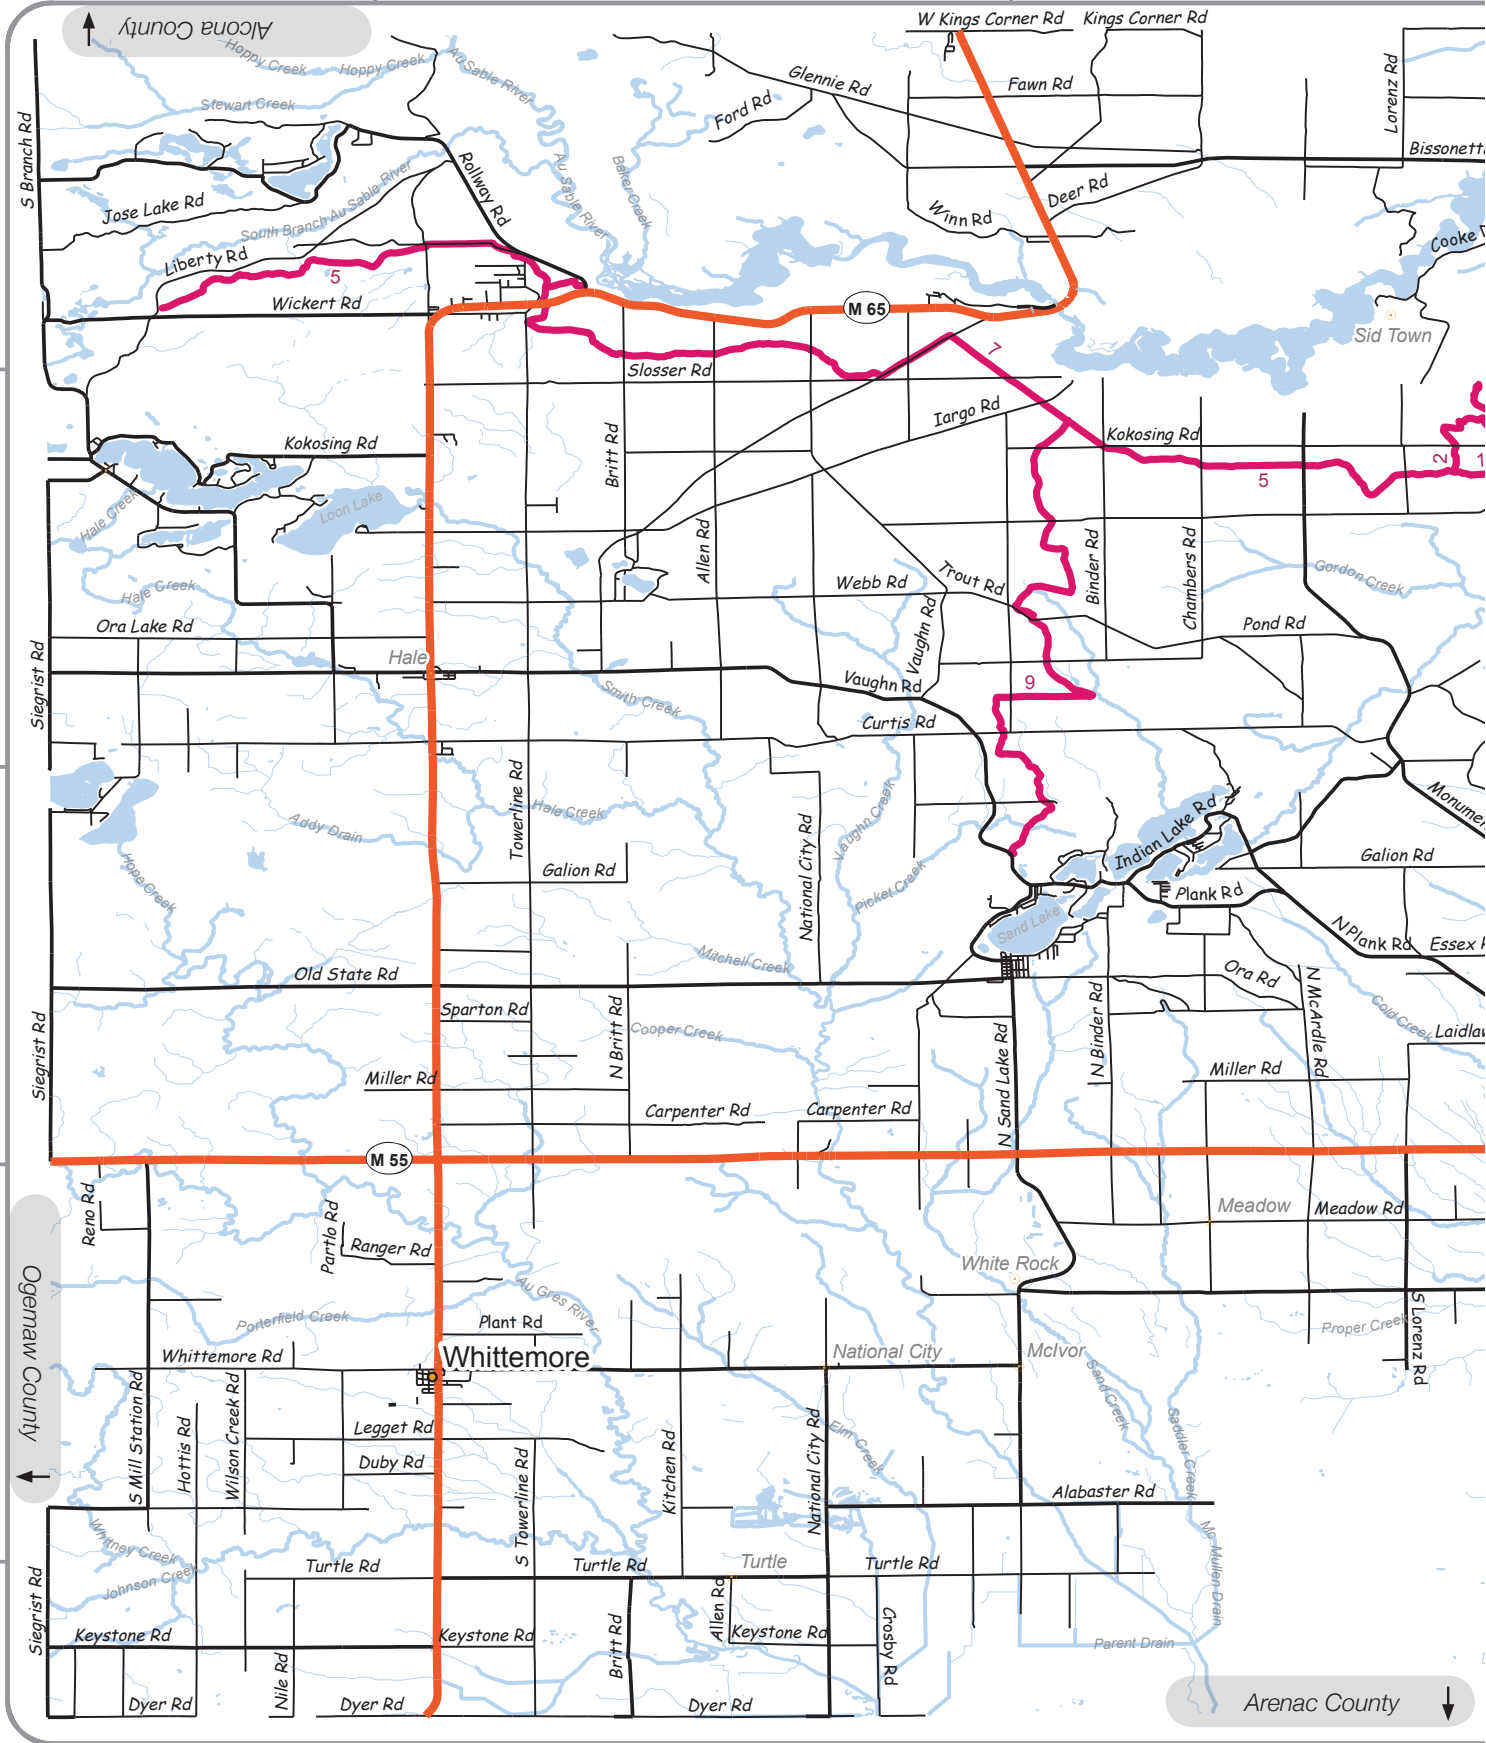 Alcona County
W Kings Corner Rd
Kings Corner Rd
Hoppy Creek
Hoppy Creek
Au Sable River
Glennie Rd
Fawn Rd
Lorenz Rd
Stewart Creek
Ford Rd
S Branch Rd
Rollway Rd
Au Sable River
Baker Creek
Jose Lake Rd
South Branch Au Sable River
Winn Rd
Deer Rd
Cooke
Liberty Rd
5
Wickert Rd
M 65
Sid Town
7
Slosser Rd
Iargo Rd
Kokosing Rd
Kokosing Rd
Britt Rd
2
1
5
Hale Creek
Loon Lake
Allen Rd
Binder Rd
Chambers Rd
Hale Creek
Webb Rd
Trout Rd
Gordon Creek
Ora Lake Rd
Vaughn Rd
Pond Rd
Siegrist Rd
Hale
Smith Creek
Vaughn Rd
9
Curtis Rd
Towerline Rd
Hale Creek
Addy Drain
National City Rd
Vaughn Creek
Indian Lake Rd
Hope Creek
Galion Rd
Picket Creek
Plank Rd
Galion Rd
Sand Lake
N Plank Rd
Essex
Mitchell Creek
Old State Rd
Ora Rd
N McArdle Rd
Siegrist Rd
Sparton Rd
N Britt Rd
Cooper Creek
N Sand Lake Rd
N Binder Rd
Cold Creek
Miller Rd
Miller Rd
Carpenter Rd
Carpenter Rd
M 55
Reno Rd
Partlo Rd
Ranger Rd
Meadow
Meadow Rd
White Rock
Ogemaw County
Porterfield Creek
Au Gres River
Plant Rd
Proper Creek
S Lorenz Rd
Whittemore Rd
Whittemore
National City
McIvor
Sand Creek
S Mill Station Rd
Hottis Rd
Wilson Creek Rd
Legget Rd
Duby Rd
S Towerline Rd
Kitchen Rd
National City Rd
Elm Creek
Saddler Creek
Alabaster Rd
Whitney Creek
Johnson Creek
Turtle Rd
Turtle Rd
Turtle
Turtle Rd
Mc Mullen Drain
Siegrist Rd
Keystone Rd
Keystone Rd
Britt Rd
Allen Rd
Keystone Rd
Crosby Rd
Parent Drain
Nile Rd
Dyer Rd
Dyer Rd
Dyer Rd
Arenac County